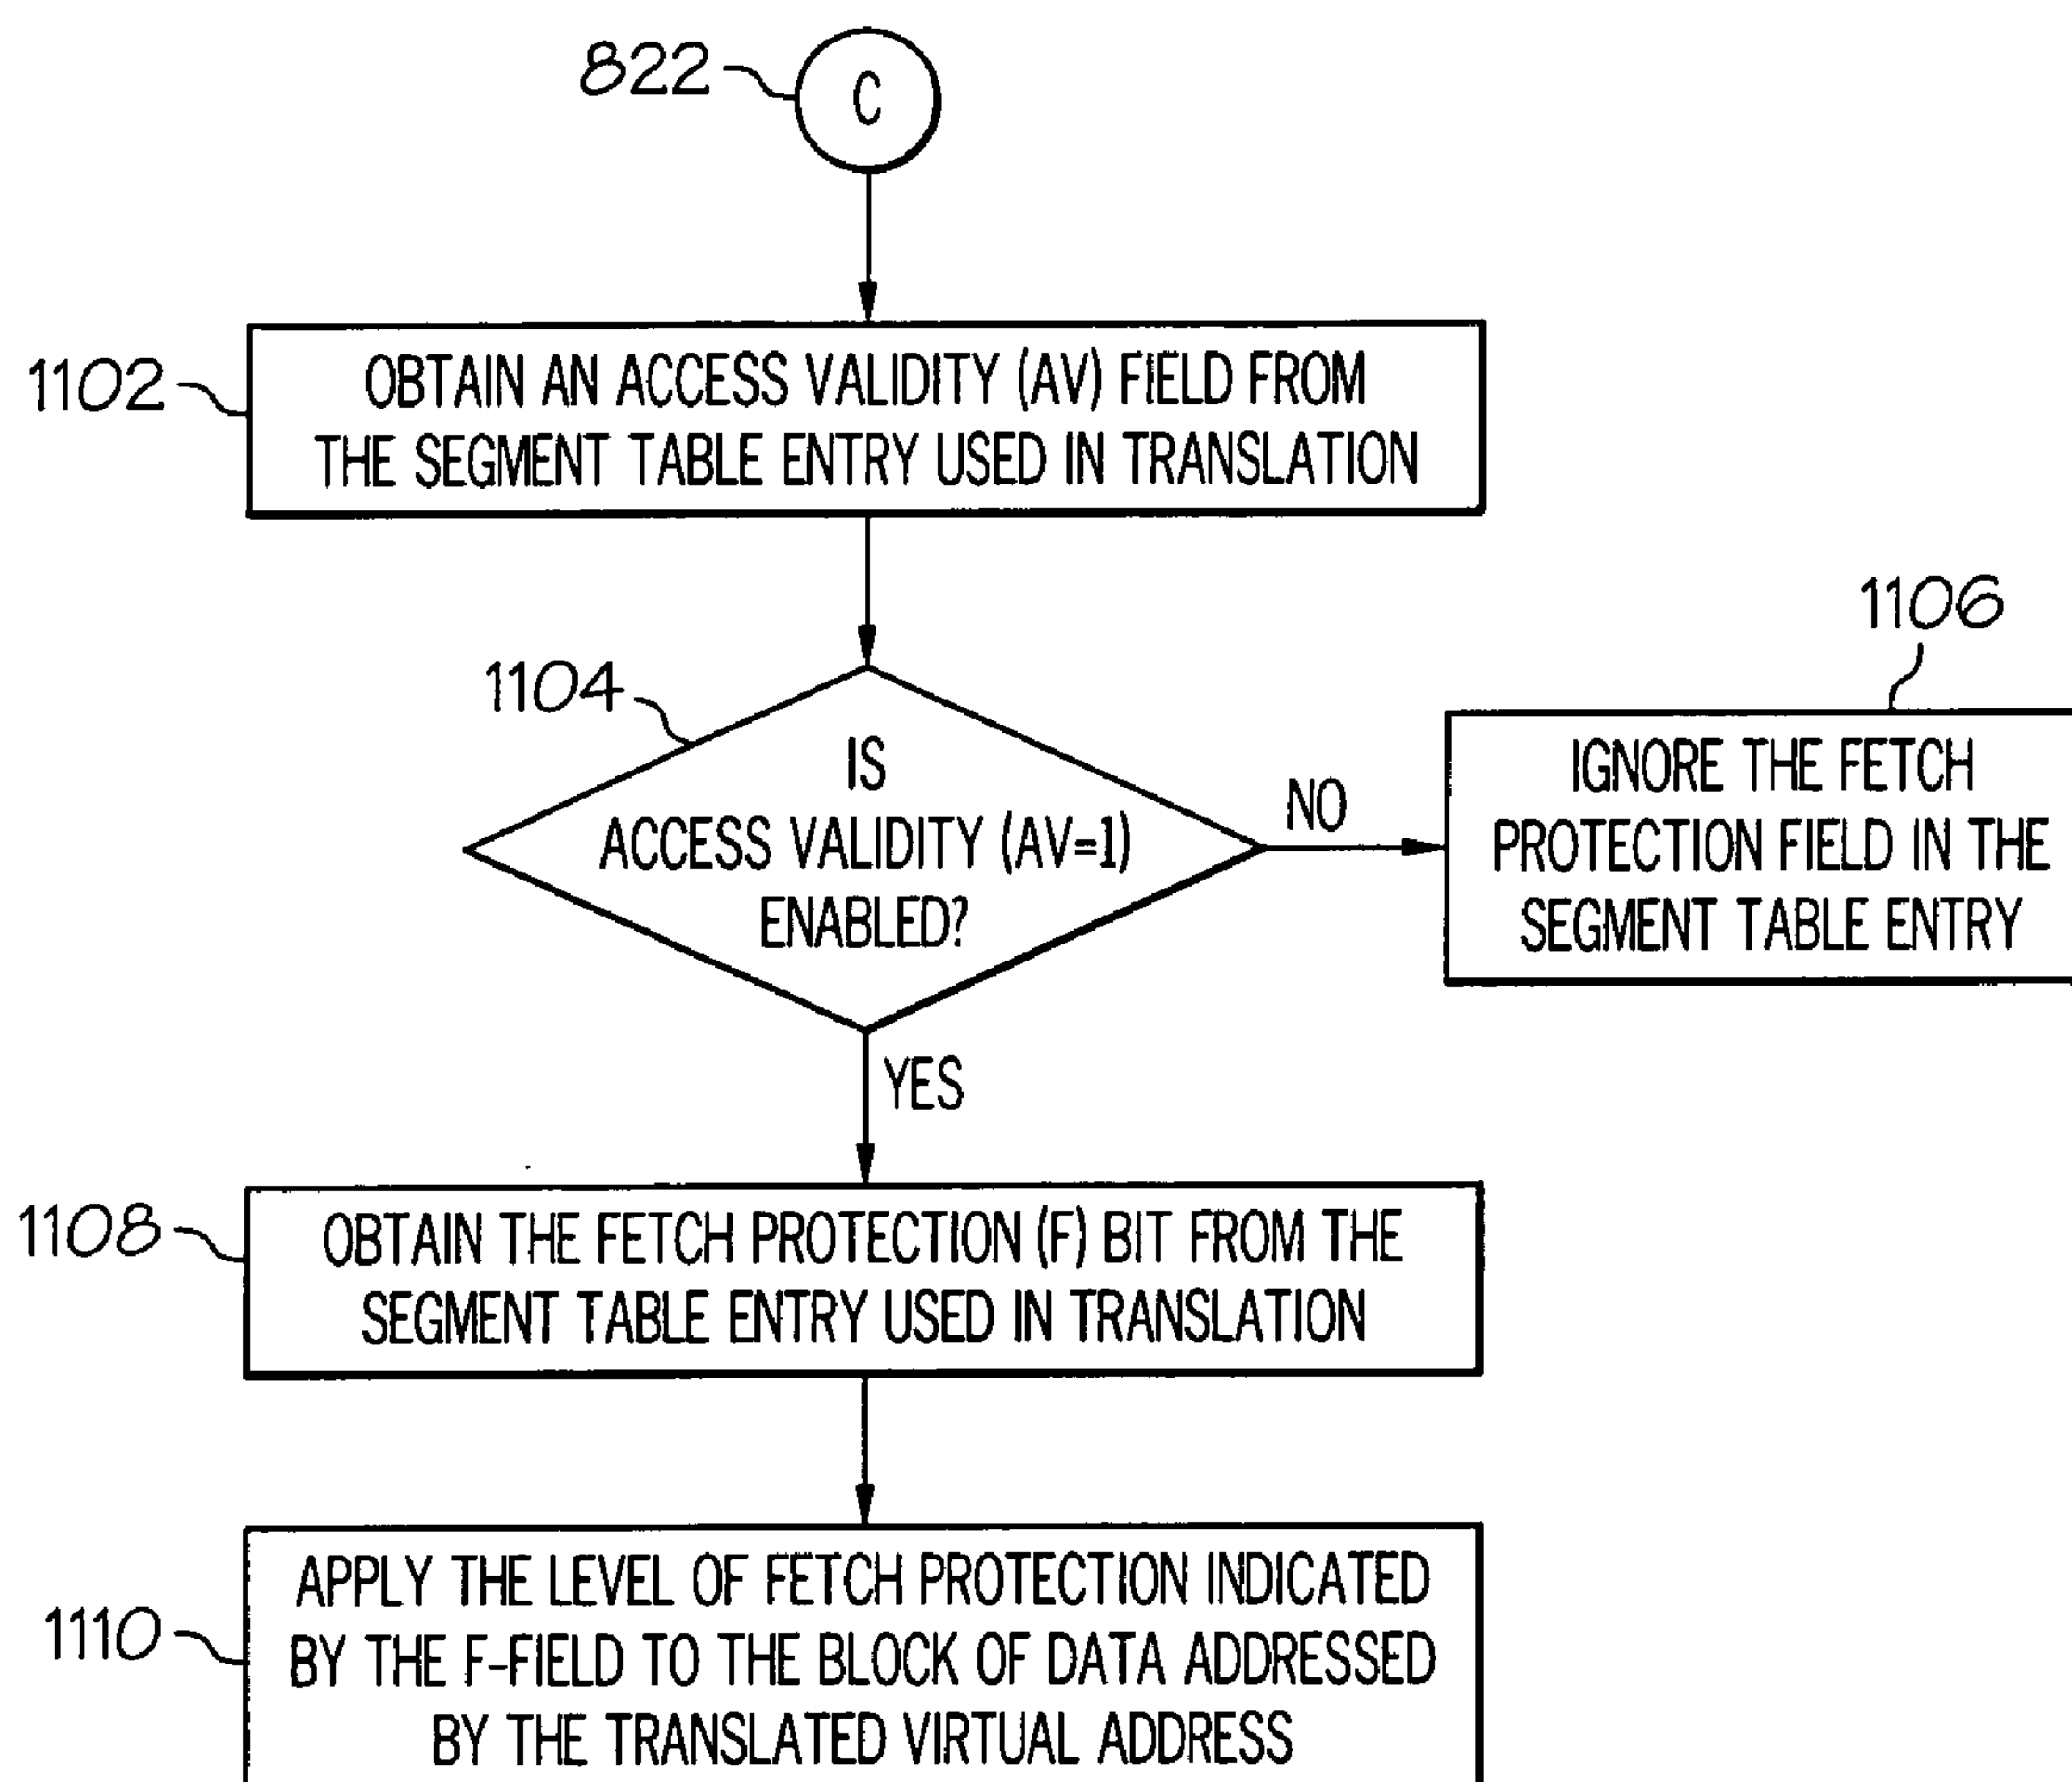 822
C
1102
OBTAIN AN ACCESS VALIDITY (AV) FIELD FROM
THE SEGMENT TABLE ENTRY USED IN TRANSLATION
1104
IS
ACCESS VALIDITY (AV=1)
ENABLED?
NO
1106
IGNORE THE FETCH
PROTECTION FIELD IN THE
SEGMENT TABLE ENTRY
YES
1108
OBTAIN THE FETCH PROTECTION (F) BIT FROM THE
SEGMENT TABLE ENTRY USED IN TRANSLATION
1110
APPLY THE LEVEL OF FETCH PROTECTION INDICATED
BY THE F-FIELD TO THE BLOCK OF DATA ADDRESSED
BY THE TRANSLATED VIRTUAL ADDRESS